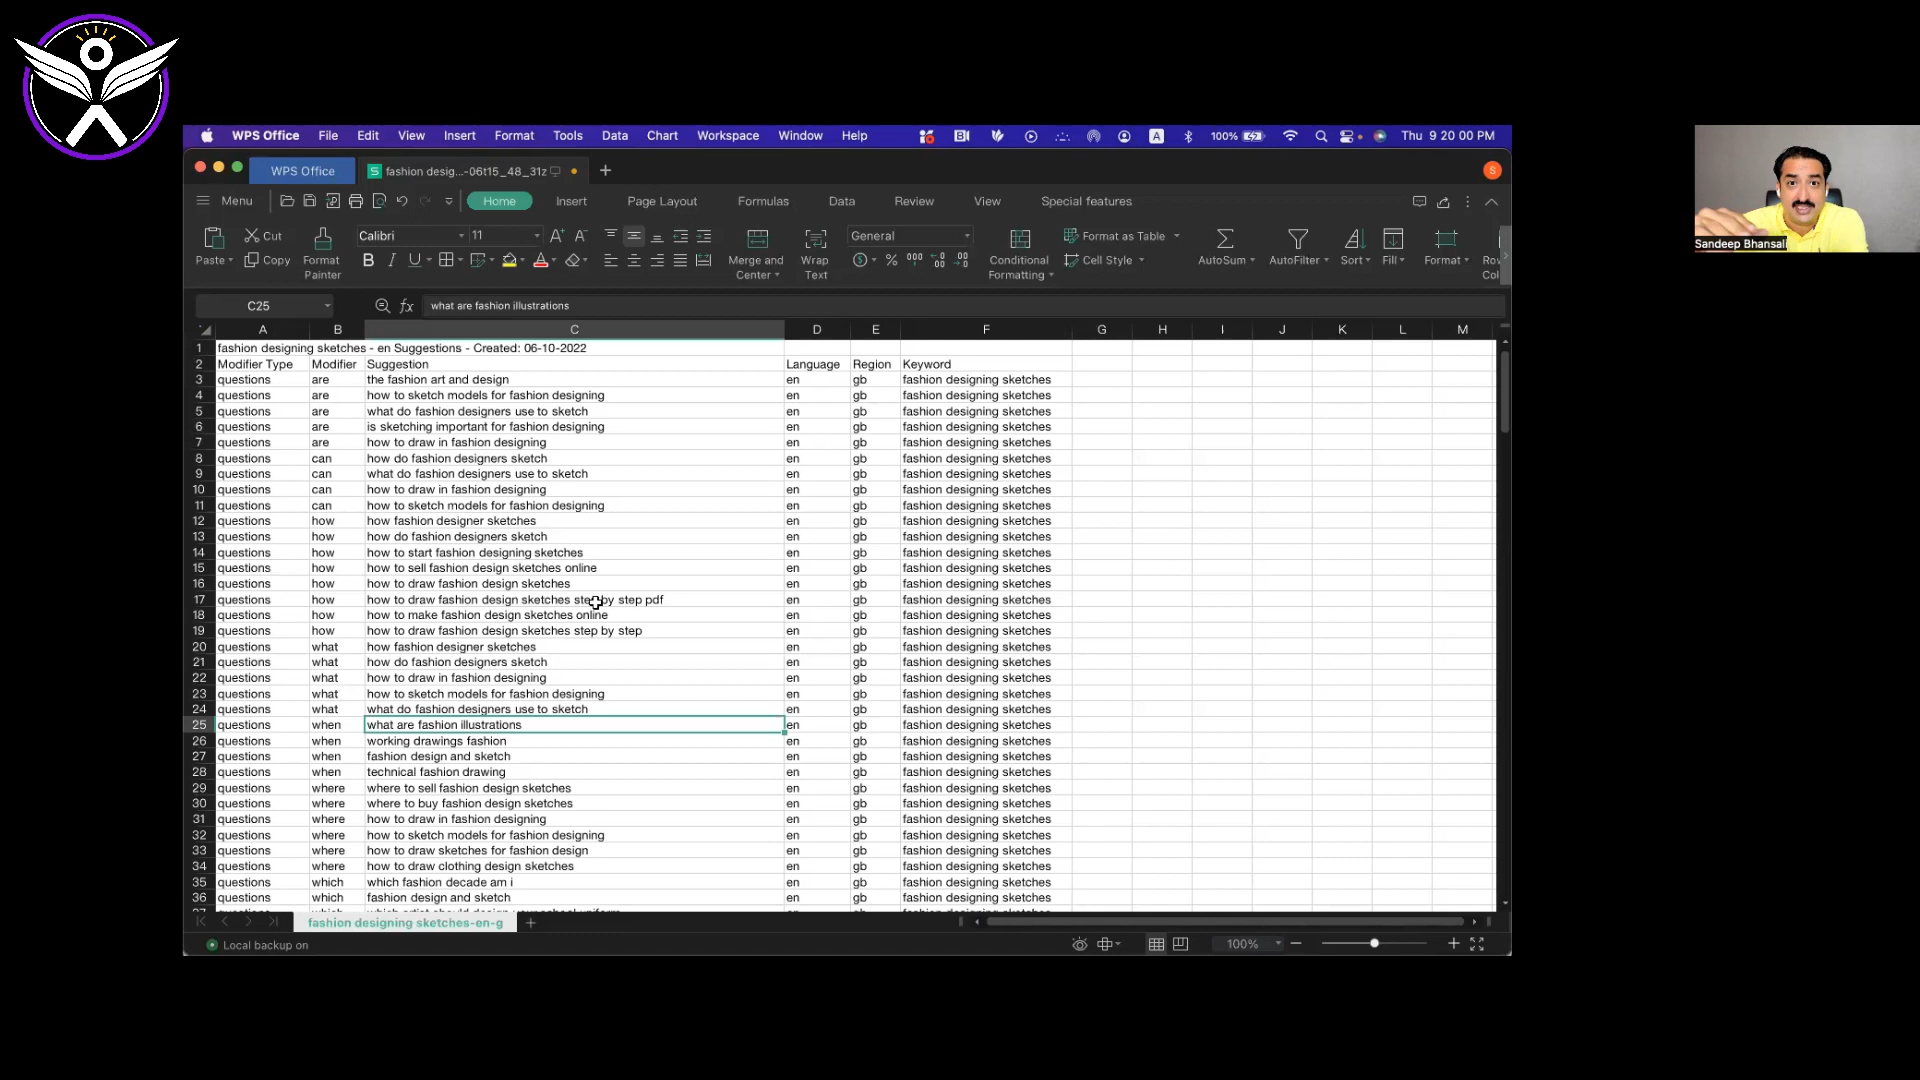 WPS Office File Edit View Insert Format Tools Data Chart Workspace Window Help A 100% Thu 9 20 00 PM
WPS Office fashion desig...-06t15_48_31z S
Menu Home Insert Page Layout Formulas Data Review View Special features
Cut Calibri 11 General Format as Table
Paste Copy Format Painter Merge and Center Wrap Text Conditional Formatting Cell Style AutoSum AutoFilter Sort Fill Format
Sandeep Bhansali
C25 fx what are fashion illustrations
A B C D E F G H I J K L M
1 fashion designing sketches - en Suggestions - Created: 06-10-2022
2 Modifier Type Modifier Suggestion Language Region Keyword
3 questions are the fashion art and design en gb fashion designing sketches
4 questions are how to sketch models for fashion designing en gb fashion designing sketches
5 questions are what do fashion designers use to sketch en gb fashion designing sketches
6 questions are is sketching important for fashion designing en gb fashion designing sketches
7 questions are how to draw in fashion designing en gb fashion designing sketches
8 questions can how do fashion designers sketch en gb fashion designing sketches
9 questions can what do fashion designers use to sketch en gb fashion designing sketches
10 questions can how to draw in fashion designing en gb fashion designing sketches
11 questions can how to sketch models for fashion designing en gb fashion designing sketches
12 questions how how fashion designer sketches en gb fashion designing sketches
13 questions how how do fashion designers sketch en gb fashion designing sketches
14 questions how how to start fashion designing sketches en gb fashion designing sketches
15 questions how how to sell fashion design sketches online en gb fashion designing sketches
16 questions how how to draw fashion design sketches en gb fashion designing sketches
17 questions how how to draw fashion design sketches step by step pdf en gb fashion designing sketches
18 questions how how to make fashion design sketches online en gb fashion designing sketches
19 questions how how to draw fashion design sketches step by step en gb fashion designing sketches
20 questions what how fashion designer sketches en gb fashion designing sketches
21 questions what how do fashion designers sketch en gb fashion designing sketches
22 questions what how to draw in fashion designing en gb fashion designing sketches
23 questions what how to sketch models for fashion designing en gb fashion designing sketches
24 questions what what do fashion designers use to sketch en gb fashion designing sketches
25 questions when what are fashion illustrations en gb fashion designing sketches
26 questions when working drawings fashion en gb fashion designing sketches
27 questions when fashion design and sketch en gb fashion designing sketches
28 questions when technical fashion drawing en gb fashion designing sketches
29 questions where where to sell fashion design sketches en gb fashion designing sketches
30 questions where where to buy fashion design sketches en gb fashion designing sketches
31 questions where how to draw in fashion designing en gb fashion designing sketches
32 questions where how to sketch models for fashion designing en gb fashion designing sketches
33 questions where how to draw sketches for fashion design en gb fashion designing sketches
34 questions where how to draw clothing design sketches en gb fashion designing sketches
35 questions which which fashion decade am i en gb fashion designing sketches
36 questions which fashion design and sketch en gb fashion designing sketches
fashion designing sketches-en-g
Local backup on 100%